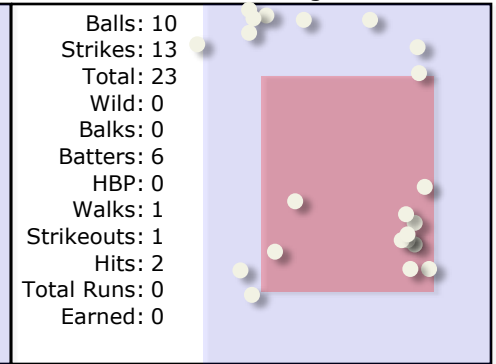 Balls: 10
Strikes: 13
Total: 23
Wild: 0
Balks: 0
Batters: 6
HBP: 0
Walks: 1
Strikeouts: 1
Hits: 2
Total Runs: 0
Earned: 0